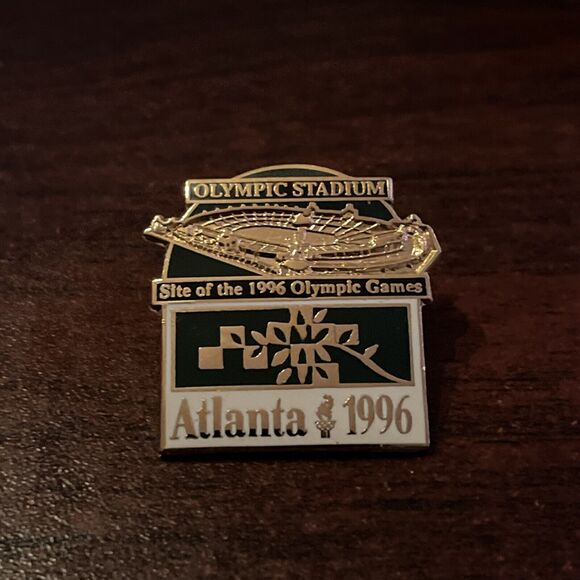 OLYMPIC STADIUM
Site of the 1996 Olympic Games
Atlanta 1996